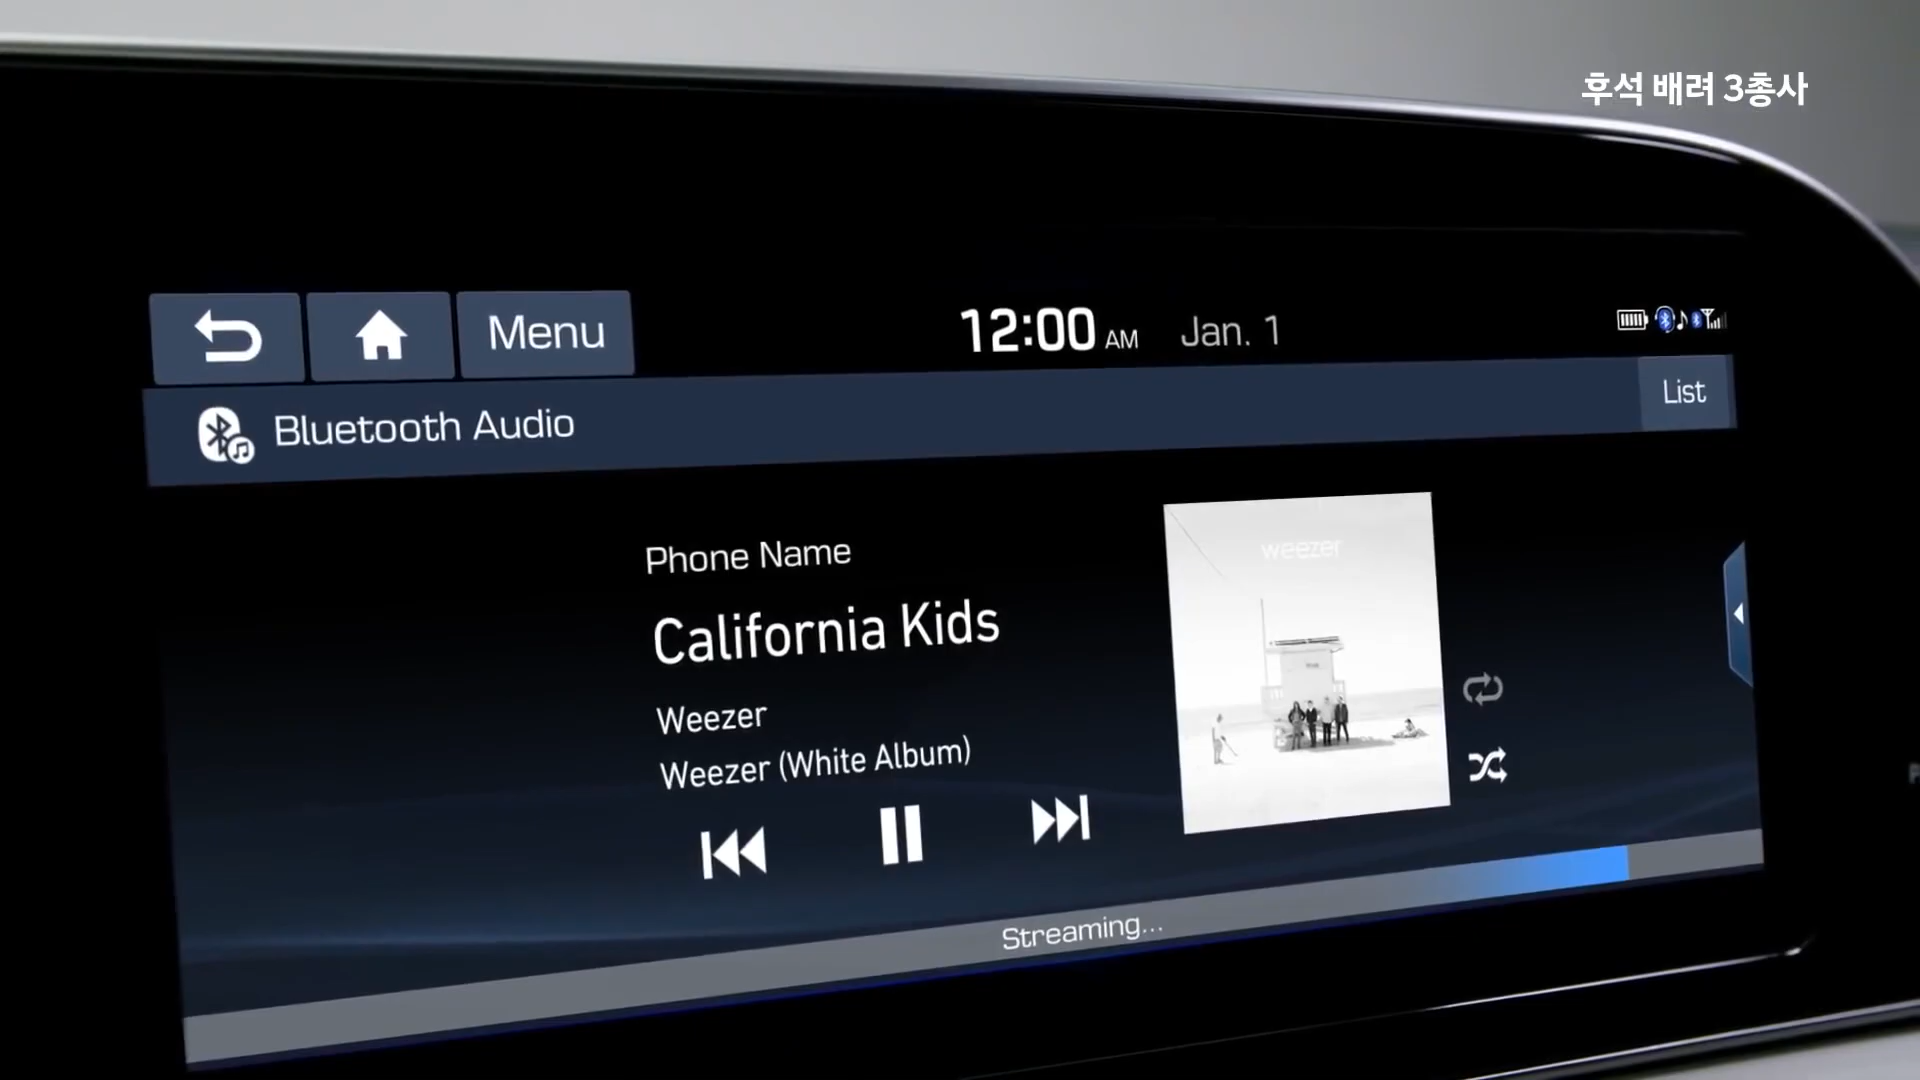 후석 배려 3총사
Menu
12:00 AM Jan. 1
Bluetooth Audio
List
Phone Name
California Kids
Weezer
Weezer (White Album)
weezer
Streaming...